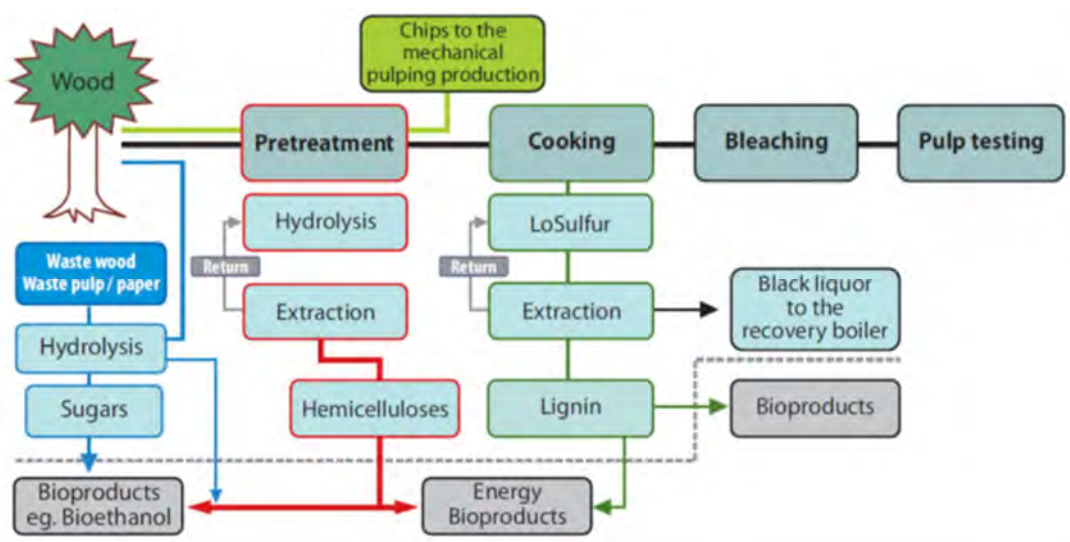 Chips to the
mechanical
pulping production
Wood
Pretreatment
Cooking
Bleaching
Pulp testing
Hydrolysis
LoSulfur
Waste wood
Waste pulp / paper
Return
Return
Black liquor
to the
recovery boiler
Extraction
Extraction
Hydrolysis
Sugars
Hemicelluloses
Lignin
Bioproducts
Bioproducts
eg. Bioethanol
Energy
Bioproducts